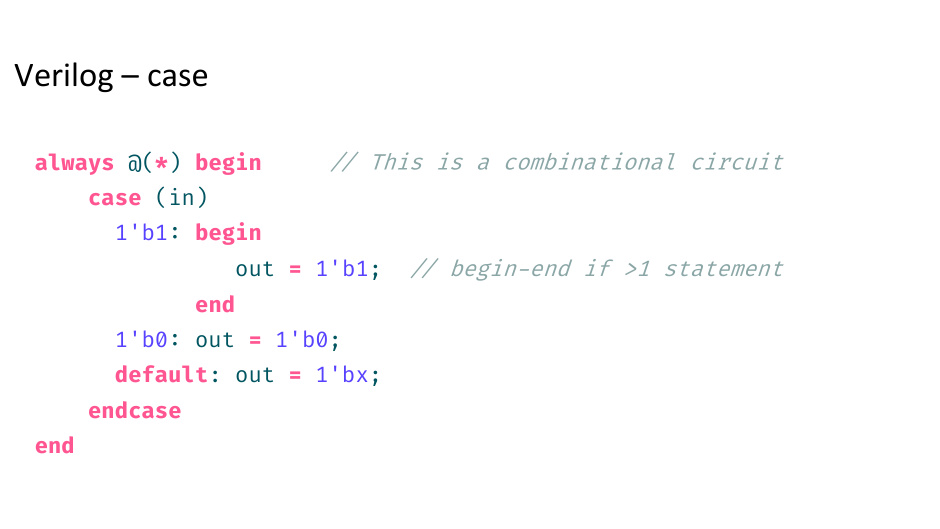 Verilog – case
always @(*) begin // This is a combinational circuit
case (in)
1'b1: begin
out = 1'b1; // begin-end if >1 statement
end
1'b0: out = 1'b0;
default: out = 1'bx;
endcase
end